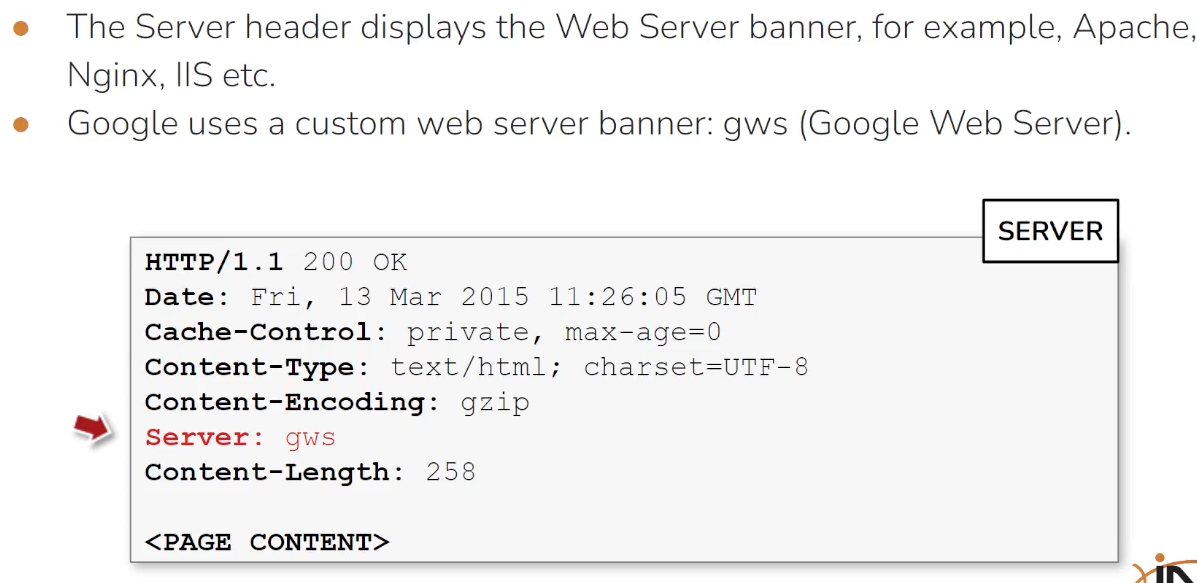 The Server header displays the Web Server banner, for example, Apache,
Nginx, IIS etc.
Google uses a custom web server banner: gws (Google Web Server).
SERVER
HTTP/1.1 200 OK
Date: Fri, 13 Mar 2015 11:26:05 GMT
Cache-Control: private, max-age=0
Content-Type: text/html; charset=UTF-8
Content-Encoding: gzip
Server: gws
Content-Length: 258
<PAGE CONTENT>